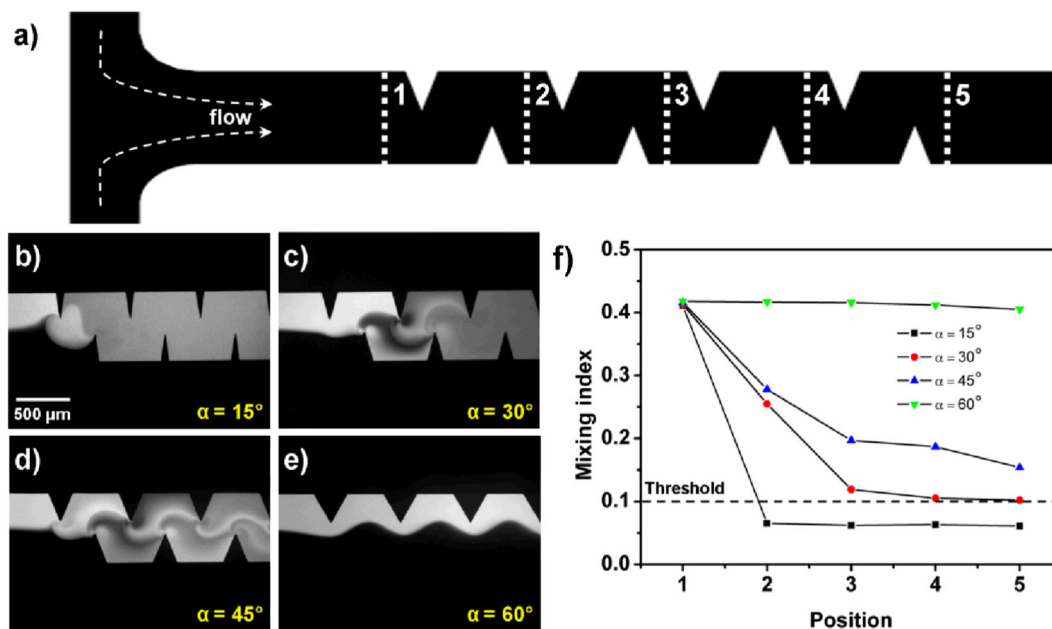 a)
flow
1
2
3
4
5
b)
500 µm
α = 15°
c)
α = 30°
d)
α = 45°
e)
α = 60°
f)
Mixing index
0.5
0.4
0.3
0.2
0.1
0.0
Threshold
α = 15°
α = 30°
α = 45°
α = 60°
1 2 3 4 5
Position